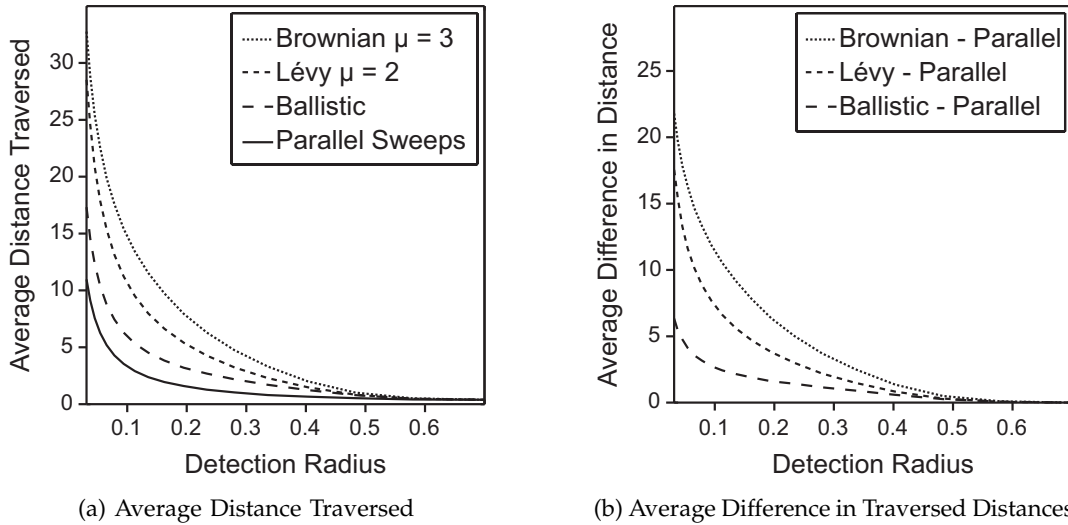 Average Distance Traversed
35
30
25
20
15
10
5
0
Brownian μ = 3
Lévy μ = 2
Ballistic
Parallel Sweeps
0.1 0.2 0.3 0.4 0.5 0.6
Detection Radius
(a) Average Distance Traversed
Average Difference in Distance
25
20
15
10
5
0
Brownian - Parallel
Lévy - Parallel
Ballistic - Parallel
0.1 0.2 0.3 0.4 0.5 0.6
Detection Radius
(b) Average Difference in Traversed Distances